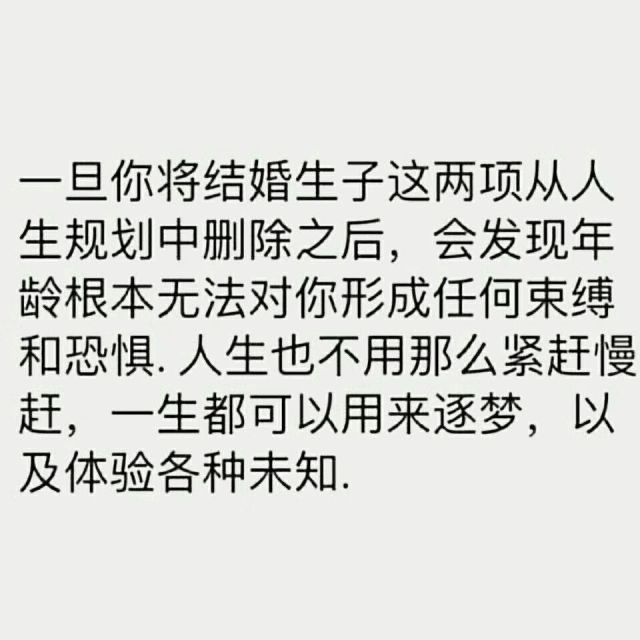 一旦你将结婚生子这两项从人
生规划中删除之后，会发现年
龄根本无法对你形成任何束缚
和恐惧. 人生也不用那么紧赶慢
赶，一生都可以用来逐梦，以
及体验各种未知.